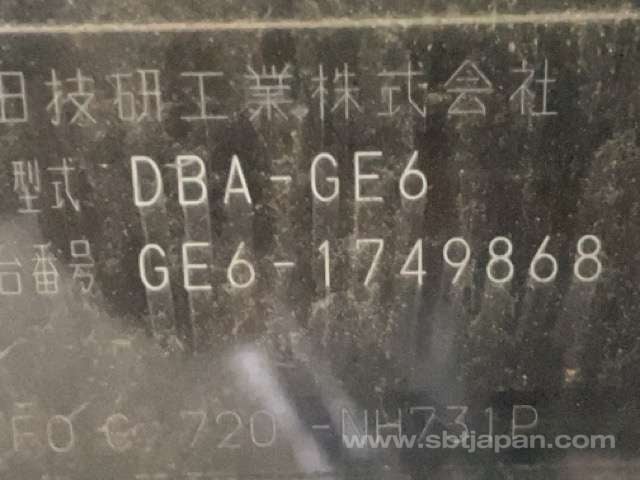 田技研工業株式会社
型式 DBA-GE6
台番号 GE6-1749868
720 -NH731P
www.sbtjapan.com